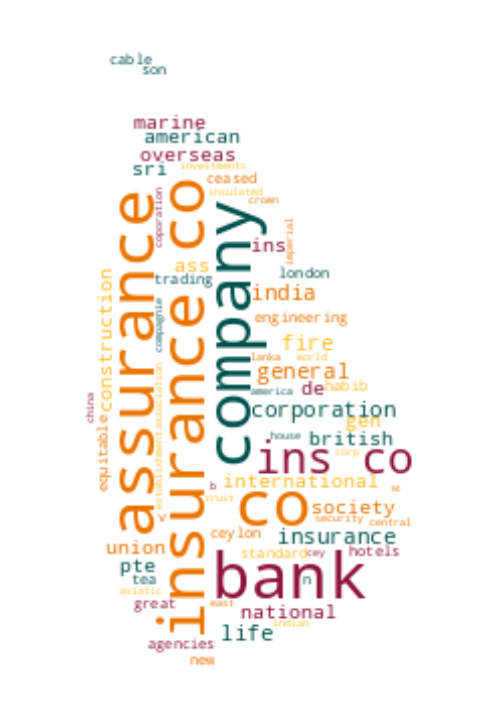 cable
son
marine
american
overseas
sri
investments
ceased
insulated
crown
coporation
assurance
insurance co
company
imperial
ins
ass
trading
london
construction
india
compagnie
engineering
fire
lanka
world
general
america
de
habib
china
corporation
gen
equitable
association
house
british
corp
ins co
establishment
international
b
co
trust
society
v
security
central
ceylon
insurance
union
standard
cey
hotels
pte
bank
tea
n
asiatic
great
east
national
indian
life
agencies
new